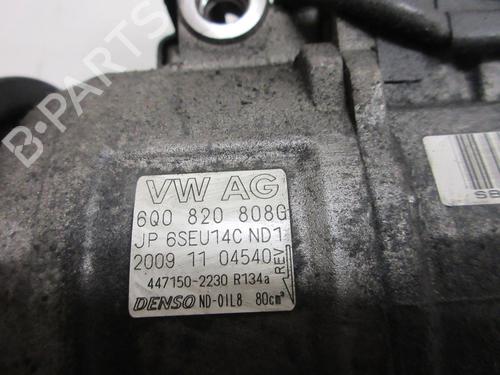 B-PARTS
VW AG
6Q0 820 808G
JP 6SEU14C ND1
2009 11 04540
REV
447150-2230 R134a
DENSO ND-OIL8 80cm³
SE